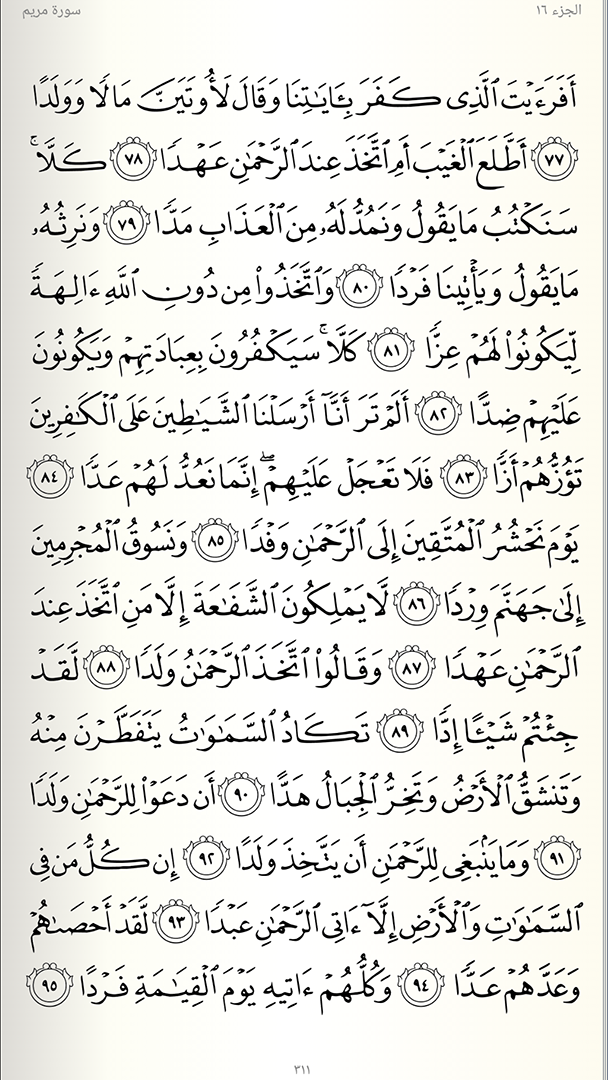 الجزء ١٦
سورة مريم
أَفَرَءَيۡتَ ٱلَّذِي كَفَرَ بِـَٔايَٰتِنَا وَقَالَ لَأُوتَيَنَّ مَالٗا وَوَلَدًا
٧٧ أَطَّلَعَ ٱلۡغَيۡبَ أَمِ ٱتَّخَذَ عِندَ ٱلرَّحۡمَٰنِ عَهۡدٗا ٧٨ كَلَّاۚ
سَنَكۡتُبُ مَا يَقُولُ وَنَمُدُّ لَهُۥ مِنَ ٱلۡعَذَابِ مَدّٗا ٧٩ وَنَرِثُهُۥ
مَا يَقُولُ وَيَأۡتِينَا فَرۡدٗا ٨٠ وَٱتَّخَذُواْ مِن دُونِ ٱللَّهِ ءَالِهَةٗ
لِّيَكُونُواْ لَهُمۡ عِزّٗا ٨١ كَلَّاۚ سَيَكۡفُرُونَ بِعِبَادَتِهِمۡ وَيَكُونُونَ
عَلَيۡهِمۡ ضِدًّا ٨٢ أَلَمۡ تَرَ أَنَّآ أَرۡسَلۡنَا ٱلشَّيَٰطِينَ عَلَى ٱلۡكَٰفِرِينَ
تَؤُزُّهُمۡ أَزّٗا ٨٣ فَلَا تَعۡجَلۡ عَلَيۡهِمۡۖ إِنَّمَا نَعُدُّ لَهُمۡ عَدّٗا ٨٤
يَوۡمَ نَحۡشُرُ ٱلۡمُتَّقِينَ إِلَى ٱلرَّحۡمَٰنِ وَفۡدٗا ٨٥ وَنَسُوقُ ٱلۡمُجۡرِمِينَ
إِلَىٰ جَهَنَّمَ وِرۡدٗا ٨٦ لَّا يَمۡلِكُونَ ٱلشَّفَٰعَةَ إِلَّا مَنِ ٱتَّخَذَ عِندَ
ٱلرَّحۡمَٰنِ عَهۡدٗا ٨٧ وَقَالُواْ ٱتَّخَذَ ٱلرَّحۡمَٰنُ وَلَدٗا ٨٨ لَّقَدۡ
جِئۡتُمۡ شَيۡـًٔا إِدّٗا ٨٩ تَكَادُ ٱلسَّمَٰوَٰتُ يَتَفَطَّرۡنَ مِنۡهُ
وَتَنشَقُّ ٱلۡأَرۡضُ وَتَخِرُّ ٱلۡجِبَالُ هَدًّا ٩٠ أَن دَعَوۡاْ لِلرَّحۡمَٰنِ وَلَدٗا
٩١ وَمَا يَنۢبَغِي لِلرَّحۡمَٰنِ أَن يَتَّخِذَ وَلَدًا ٩٢ إِن كُلُّ مَن فِي
ٱلسَّمَٰوَٰتِ وَٱلۡأَرۡضِ إِلَّآ ءَاتِي ٱلرَّحۡمَٰنِ عَبۡدٗا ٩٣ لَّقَدۡ أَحۡصَىٰهُمۡ
وَعَدَّهُمۡ عَدّٗا ٩٤ وَكُلُّهُمۡ ءَاتِيهِ يَوۡمَ ٱلۡقِيَٰمَةِ فَرۡدًا ٩٥
٣١١